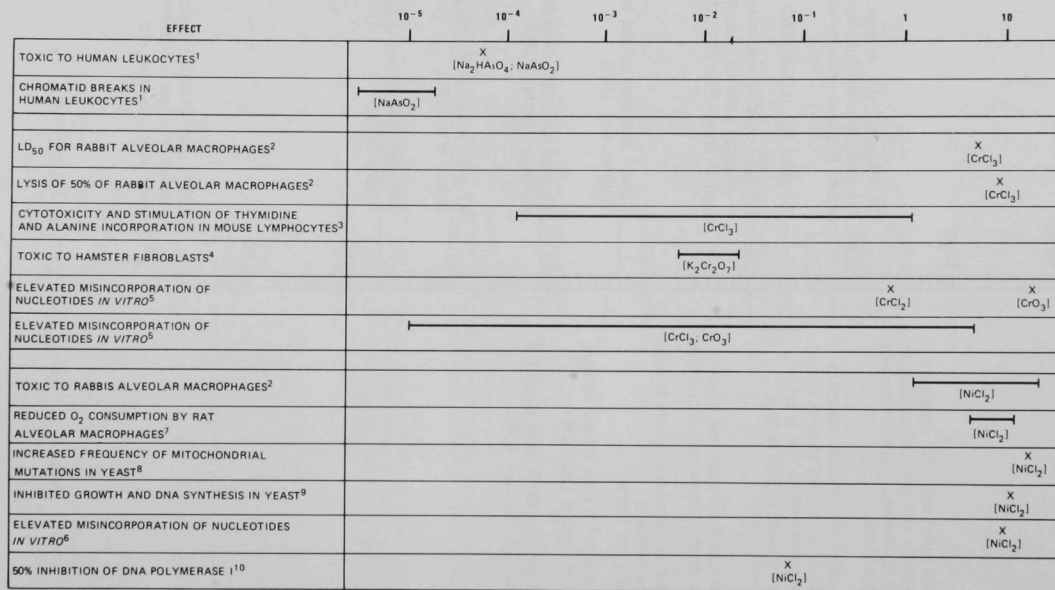 10⁻⁵ 10⁻⁴ 10⁻³ 10⁻² 10⁻¹ 1 10
EFFECT
TOXIC TO HUMAN LEUKOCYTES¹ X
[Na₂HAsO₄; NaAsO₂]
CHROMATID BREAKS IN
HUMAN LEUKOCYTES¹ [NaAsO₂]
LD₅₀ FOR RABBIT ALVEOLAR MACROPHAGES² X
[CrCl₃]
LYSIS OF 50% OF RABBIT ALVEOLAR MACROPHAGES² X
[CrCl₃]
CYTOTOXICITY AND STIMULATION OF THYMIDINE
AND ALANINE INCORPORATION IN MOUSE LYMPHOCYTES³ [CrCl₃]
TOXIC TO HAMSTER FIBROBLASTS⁴
[K₂Cr₂O₇]
ELEVATED MISINCORPORATION OF X X
NUCLEOTIDES IN VITRO⁵ [CrCl₂] [CrO₃]
ELEVATED MISINCORPORATION OF
NUCLEOTIDES IN VITRO⁵ [CrCl₃; CrO₃]
TOXIC TO RABBIS ALVEOLAR MACROPHAGES²
[NiCl₂]
REDUCED O₂ CONSUMPTION BY RAT
ALVEOLAR MACROPHAGES⁷ [NiCl₂]
INCREASED FREQUENCY OF MITOCHONDRIAL X
MUTATIONS IN YEAST⁸ [NiCl₂]
INHIBITED GROWTH AND DNA SYNTHESIS IN YEAST⁹ X
[NiCl₂]
ELEVATED MISINCORPORATION OF NUCLEOTIDES X
IN VITRO⁶ [NiCl₂]
50% INHIBITION OF DNA POLYMERASE I¹⁰ X
[NiCl₂]